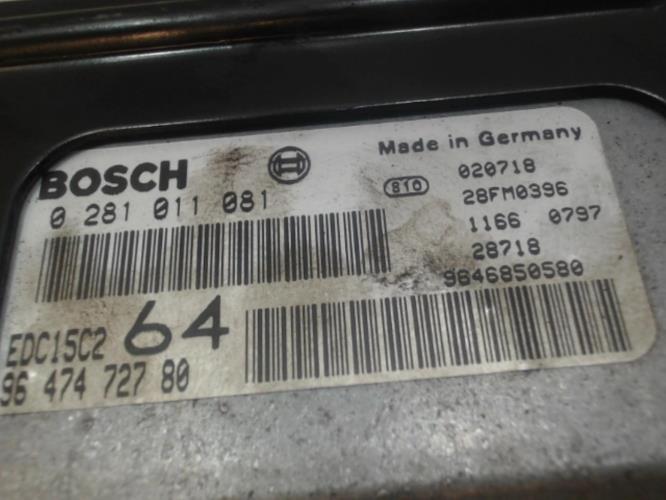 BOSCH
0 281 011 081
EDC15C2 64
96 474 727 80
Made in Germany
810 020718
28FM0396
1166 0797
28718
9646850580